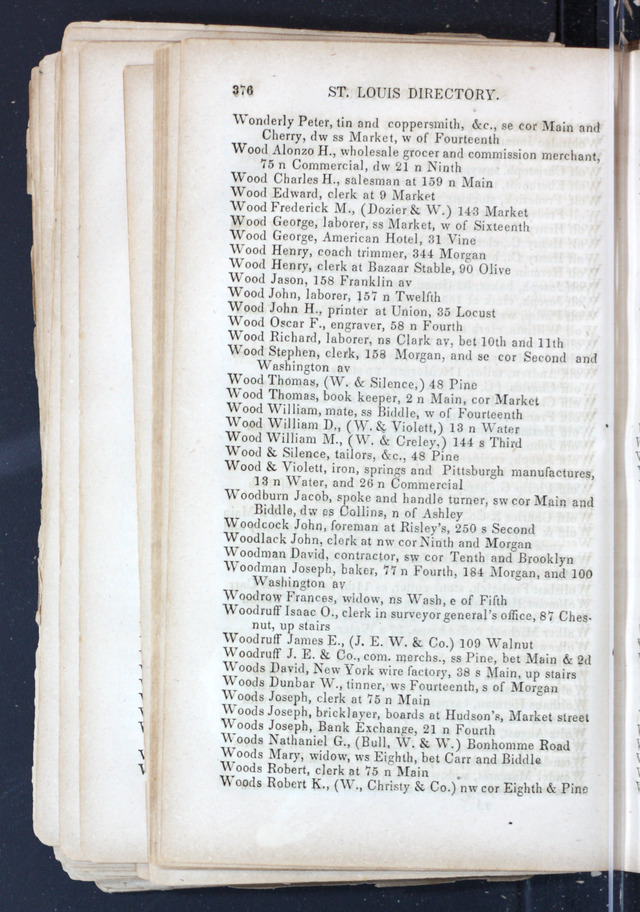 376 ST. LOUIS DIRECTORY.
Wonderly Peter, tin and coppersmith, &c., se cor Main and
Cherry, dw ss Market, w of Fourteenth
Wood Alonzo H., wholesale grocer and commission merchant,
75 n Commercial, dw 21 n Ninth
Wood Charles H., salesman at 159 n Main
Wood Edward, clerk at 9 Market
Wood Frederick M., (Dozier & W.) 143 Market
Wood George, laborer, ss Market, w of Sixteenth
Wood George, American Hotel, 31 Vine
Wood Henry, coach trimmer, 344 Morgan
Wood Henry, clerk at Bazaar Stable, 90 Olive
Wood Jason, 158 Franklin av
Wood John, laborer, 157 n Twelfth
Wood John H., printer at Union, 35 Locust
Wood Oscar F., engraver, 58 n Fourth
Wood Richard, laborer, ns Clark av, bet 10th and 11th
Wood Stephen, clerk, 158 Morgan, and se cor Second and
Washington av
Wood Thomas, (W. & Silence,) 48 Pine
Wood Thomas, book keeper, 2 n Main, cor Market
Wood William, mate, ss Biddle, w of Fourteenth
Wood William D., (W. & Violett,) 13 n Water
Wood William M., (W. & Creley,) 144 s Third
Wood & Silence, tailors, &c., 48 Pine
Wood & Violett, iron, springs and Pittsburgh manufactures,
13 n Water, and 26 n Commercial
Woodburn Jacob, spoke and handle turner, sw cor Main and
Biddle, dw es Collins, n of Ashley
Woodcock John, foreman at Risley's, 250 s Second
Woodlack John, clerk at nw cor Ninth and Morgan
Woodman David, contractor, sw cor Tenth and Brooklyn
Woodman Joseph, baker, 77 n Fourth, 184 Morgan, and 100
Washington av
Woodrow Frances, widow, ns Wash, e of Fifth
Woodruff Isaac O., clerk in surveyor general's office, 87 Ches-
nut, up stairs
Woodruff James E., (J. E. W. & Co.) 109 Walnut
Woodruff J. E. & Co., com. merchs., ss Pine, bet Main & 2d
Woods David, New York wire factory, 38 s Main, up stairs
Woods Dunbar W., tinner, ws Fourteenth, s of Morgan
Woods Joseph, clerk at 75 n Main
Woods Joseph, bricklayer, boards at Hudson's, Market street
Woods Joseph, Bank Exchange, 21 n Fourth
Woods Nathaniel G., (Bull, W. & W.) Bonhomme Road
Woods Mary, widow, ws Eighth, bet Carr and Biddle
Woods Robert, clerk at 75 n Main
Woods Robert K., (W., Christy & Co.) nw cor Eighth & Pine